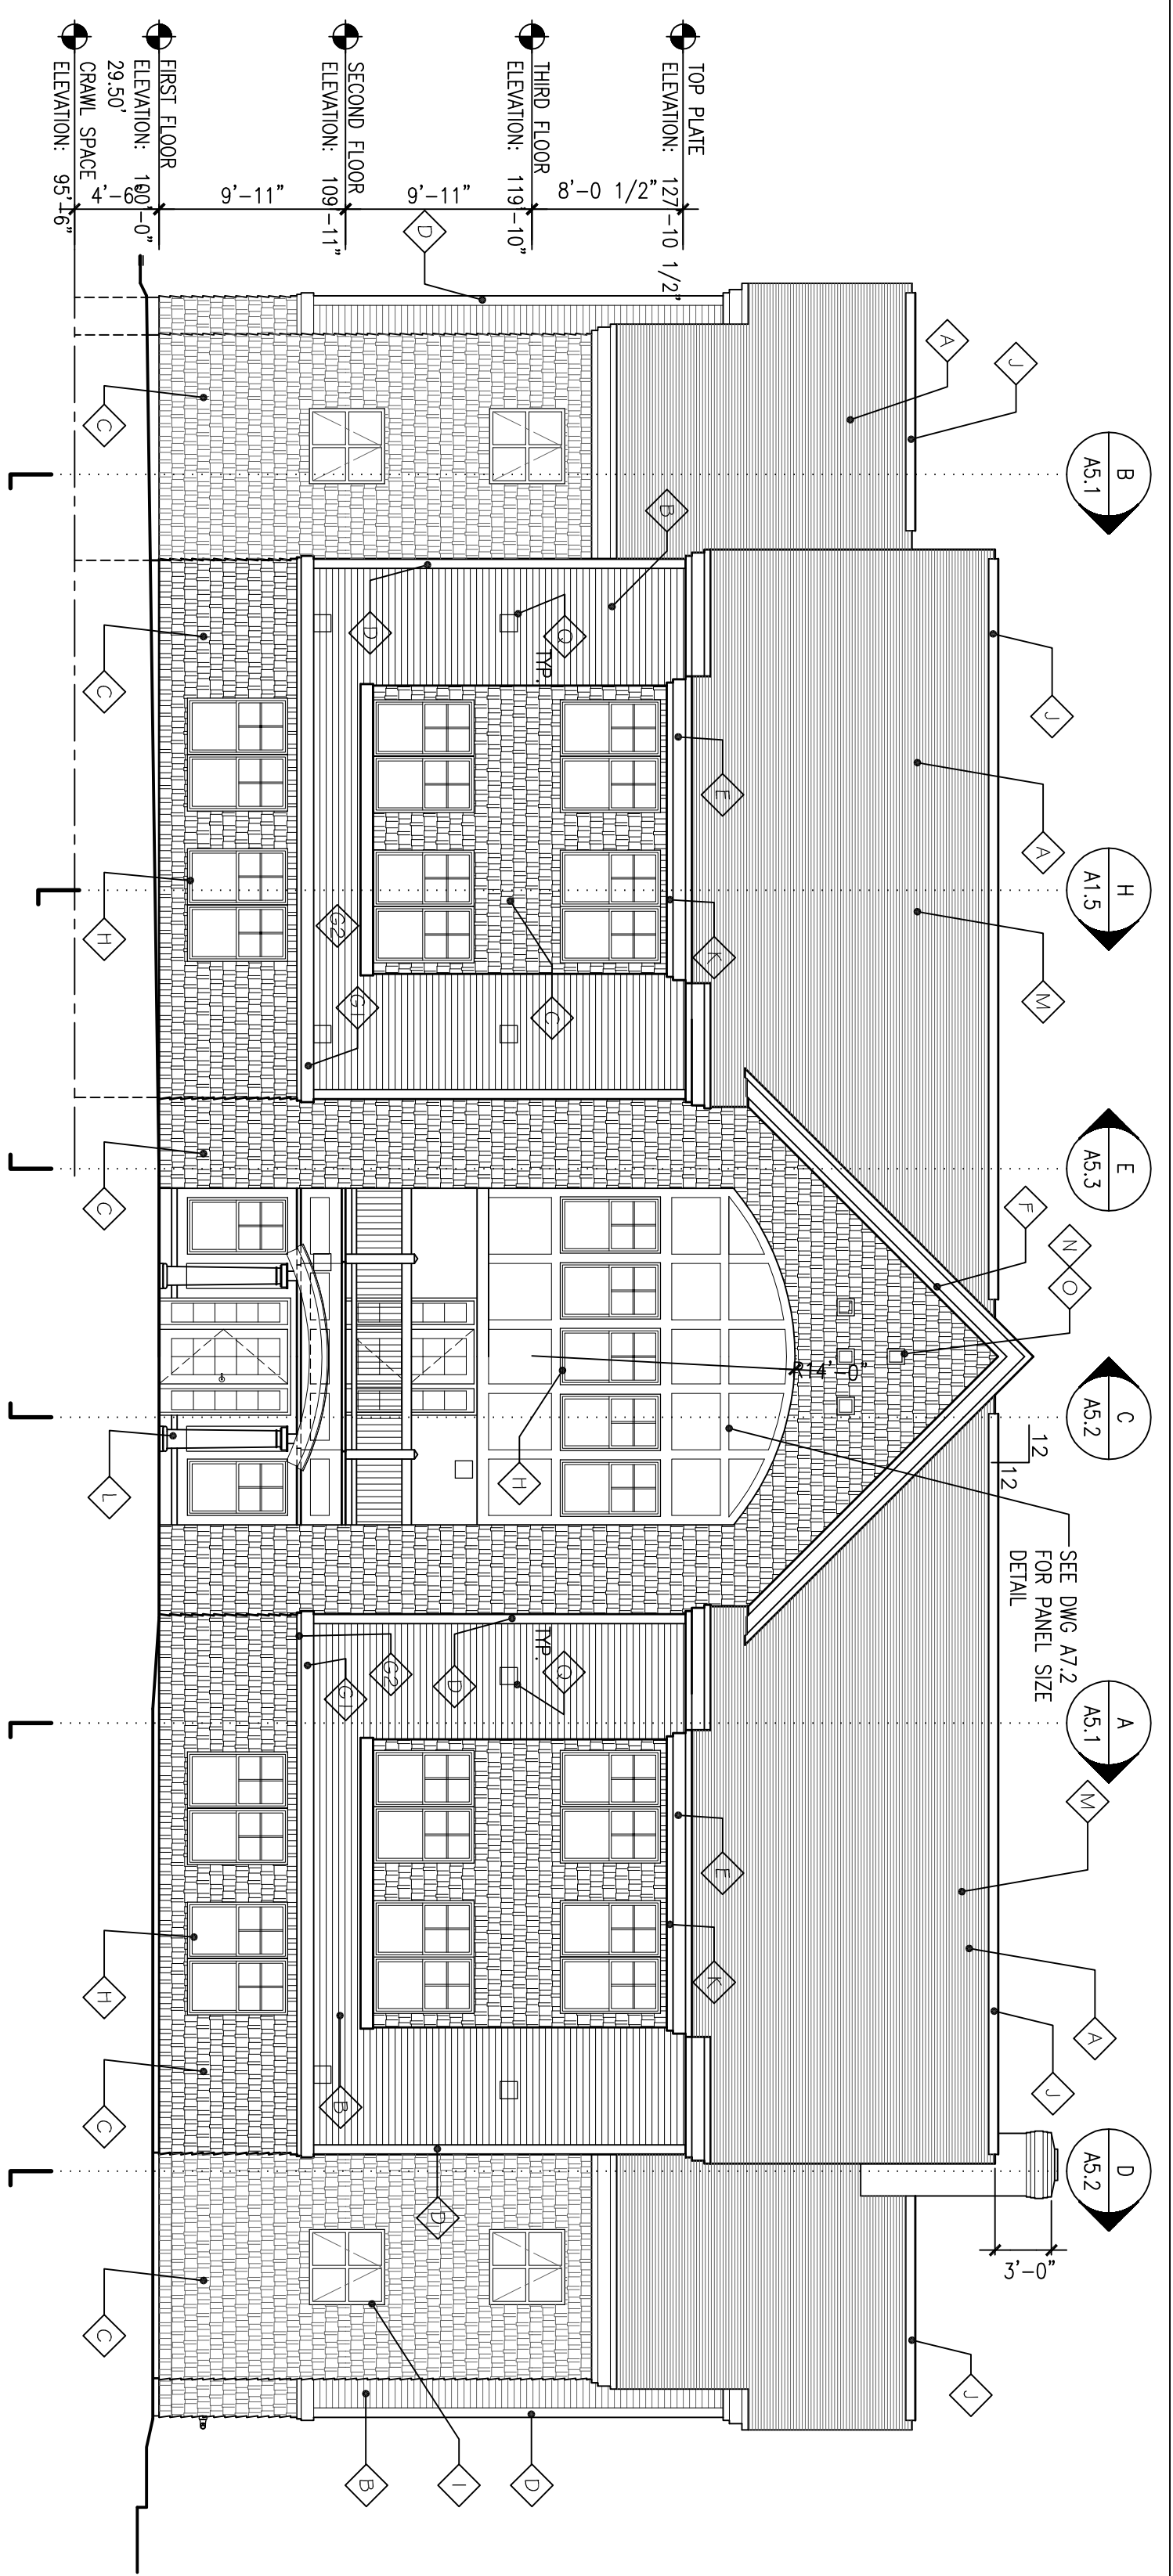 TOP PLATE
ELEVATION: 127'-10 1/2"
THIRD FLOOR
ELEVATION: 119'-10"
SECOND FLOOR
ELEVATION: 109'-11"
FIRST FLOOR
ELEVATION: 100'-0"
29.50'
CRAWL SPACE
ELEVATION: 95'-6"
8'-0 1/2"
9'-11"
9'-11"
4'-6"
B
A5.1
H
A1.5
E
A5.3
C
A5.2
A
A5.1
D
A5.2
J
A
J
A
M
F
N
O
12
12
SEE DWG A7.2
FOR PANEL SIZE
DETAIL
M
A
J
3'-0"
J
D
B
Q
TYP.
D
E
K
C
G2
G1
R14'-0"
H
Q
TYP.
D
G2
G1
E
K
B
D
C
C
H
C
L
H
C
C
B
I
D